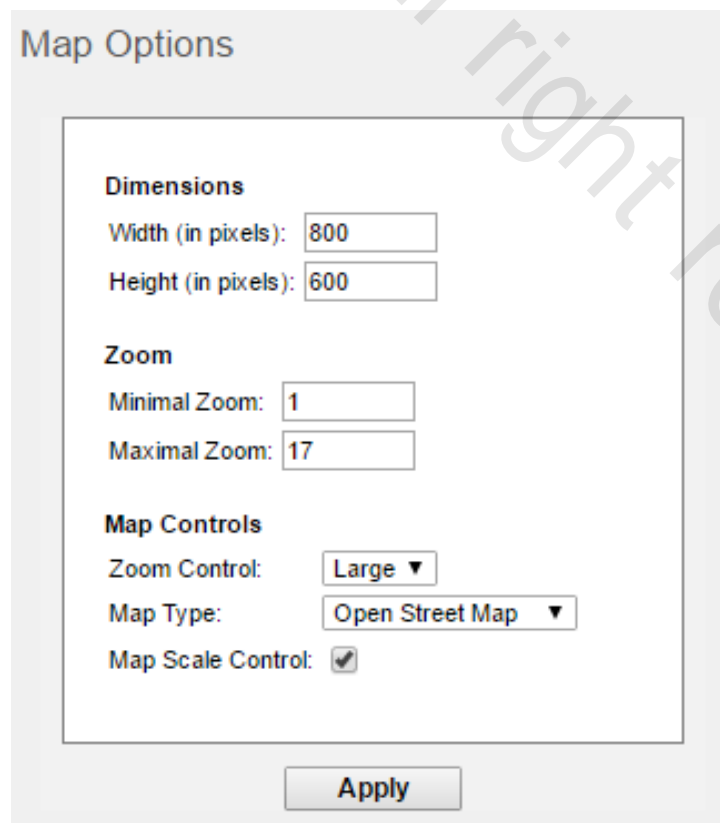 Map Options
Dimensions
Width (in pixels): 800
Height (in pixels): 600
Zoom
Minimal Zoom: 1
Maximal Zoom: 17
Map Controls
Zoom Control: Large ▼
Map Type: Open Street Map ▼
Map Scale Control:
Apply
right